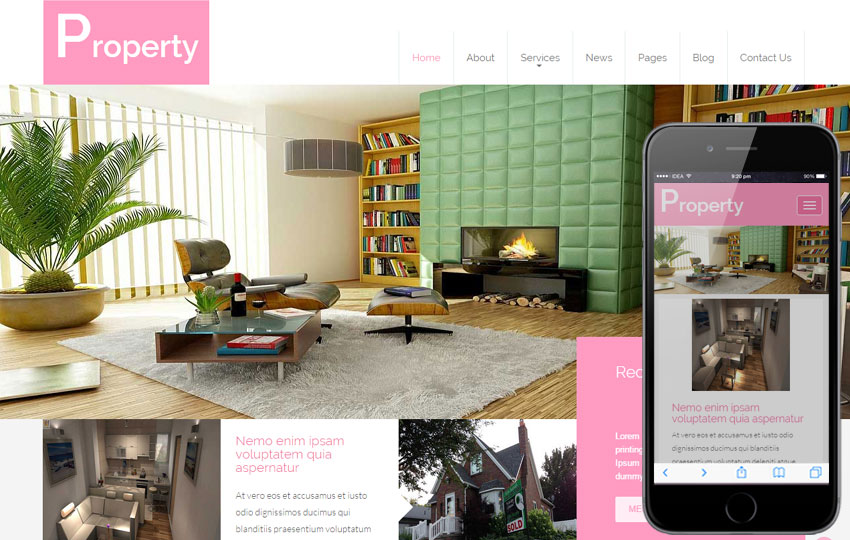 Property
Home About Services News Pages Blog Contact Us
Nemo enim ipsam
voluptatem quia
aspernatur
At vero eos et accusamus et iusto
odio dignissimos ducimus qui
blanditiis praesentium voluptatum
SOLD
Lorem
printing
Ipsum
dummy
IDEA 9:20 pm 90%
Property
Nemo enim ipsam
voluptatem quia aspernatur
At vero eos et accusamus et iusto odio
dignissimos ducimus qui blanditiis
praesentium voluptatum deleniti atque